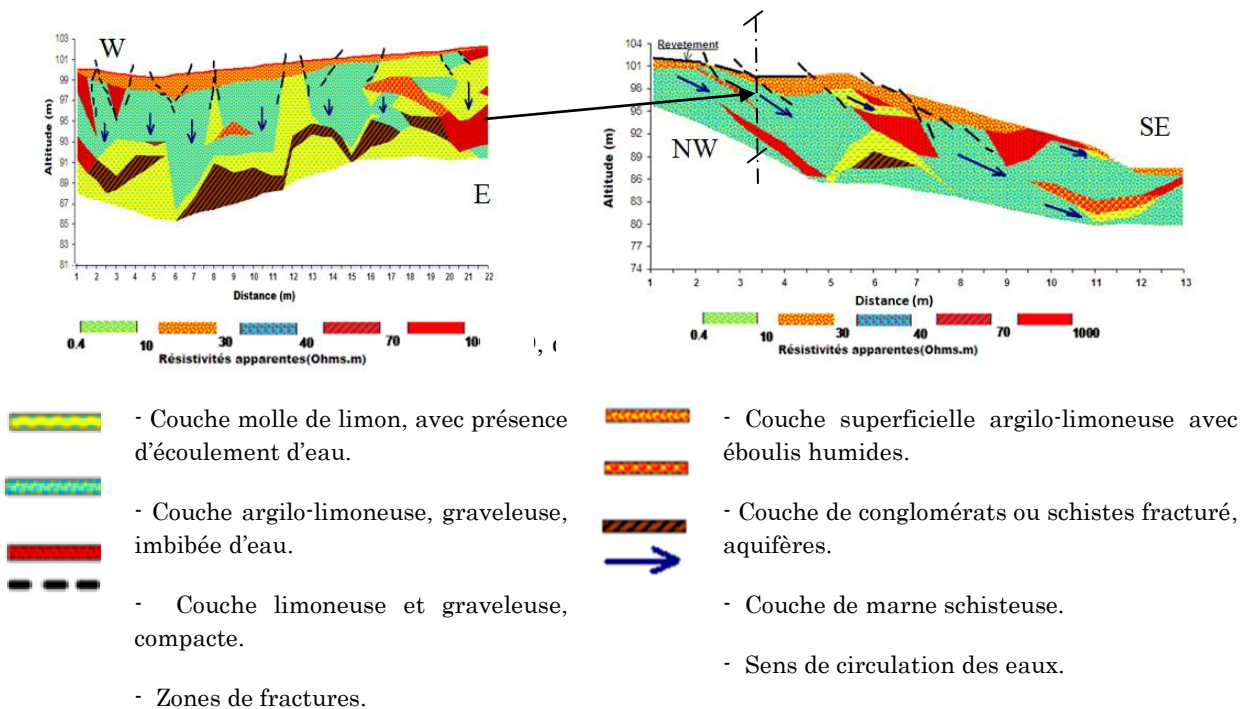 W
103
101
99
97
95
93
91
89
87
85
83
81
Altitude (m)
E
1 2 3 4 5 6 7 8 9 10 11 12 13 14 15 16 17 18 19 20 21 22
Distance (m)
0.4 10 30 40 70 10
Résistivités apparentes(Ohms.m)
104
101
98
95
92
89
86
83
80
77
74
Altitude (m)
Revetement
NW
SE
1 2 3 4 5 6 7 8 9 10 11 12 13
Distance (m)
0.4 10 30 40 70 1000
Résistivités apparentes(Ohms.m)
- Couche molle de limon, avec présence
d'écoulement d'eau.
- Couche argilo-limoneuse, graveleuse,
imbibée d'eau.
- Couche limoneuse et graveleuse,
compacte.
- Zones de fractures.
- Couche superficielle argilo-limoneuse avec
éboulis humides.
- Couche de conglomérats ou schistes fracturé,
aquifères.
- Couche de marne schisteuse.
- Sens de circulation des eaux.